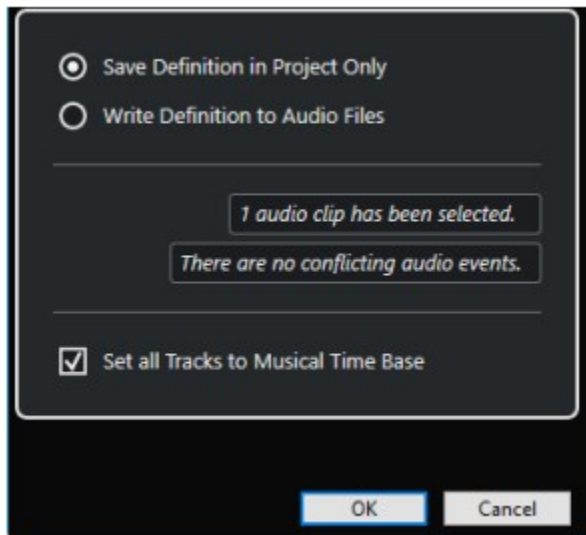 Save Definition in Project Only
Write Definition to Audio Files
1 audio clip has been selected.
There are no conflicting audio events.
Set all Tracks to Musical Time Base
OK
Cancel